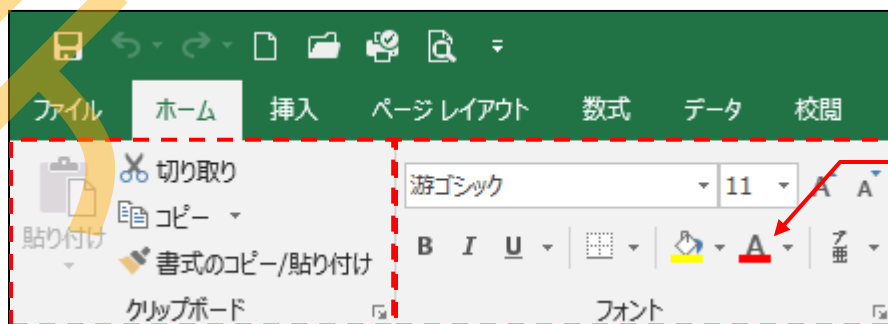 ファイル ホーム 挿入 ページ レイアウト 数式 データ 校閲
切り取り
コピー
貼り付け
書式のコピー/貼り付け
クリップボード
游ゴシック 11 A A
B I U A ア亜
フォント